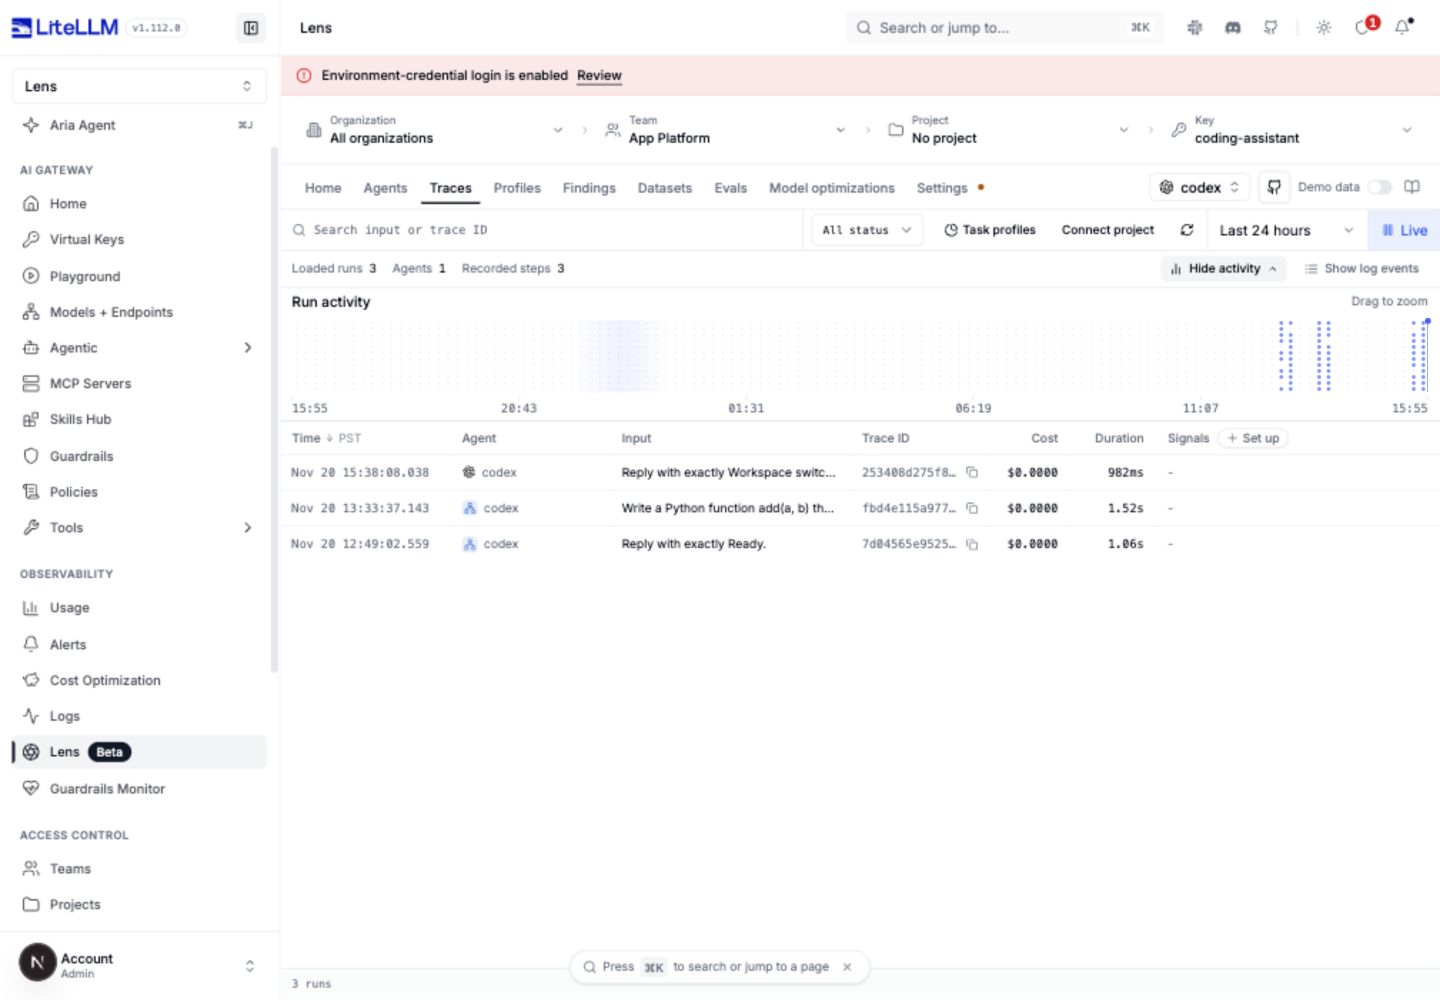 LiteLLM v1.112.0
Lens
Aria Agent ⌘J
AI GATEWAY
Home
Virtual Keys
Playground
Models + Endpoints
Agentic
MCP Servers
Skills Hub
Guardrails
Policies
Tools
OBSERVABILITY
Usage
Alerts
Cost Optimization
Logs
Lens Beta
Guardrails Monitor
ACCESS CONTROL
Teams
Projects
N Account
Admin
Lens
Search or jump to... ⌘K
1
Environment-credential login is enabled Review
Organization
All organizations
Team
App Platform
Project
No project
Key
coding-assistant
Home Agents Traces Profiles Findings Datasets Evals Model optimizations Settings
codex Demo data
Search input or trace ID All status Task profiles Connect project Last 24 hours Live
Loaded runs 3 Agents 1 Recorded steps 3 Hide activity Show log events
Run activity Drag to zoom
15:55 20:43 01:31 06:19 11:07 15:55
Time ↓ PST Agent Input Trace ID Cost Duration Signals + Set up
Nov 20 15:38:08.038 codex Reply with exactly Workspace switc... 253408d275f8… $0.0000 982ms -
Nov 20 13:33:37.143 codex Write a Python function add(a, b) th... fbd4e115a977… $0.0000 1.52s -
Nov 20 12:49:02.559 codex Reply with exactly Ready. 7d04565e9525… $0.0000 1.06s -
Press ⌘K to search or jump to a page ×
3 runs